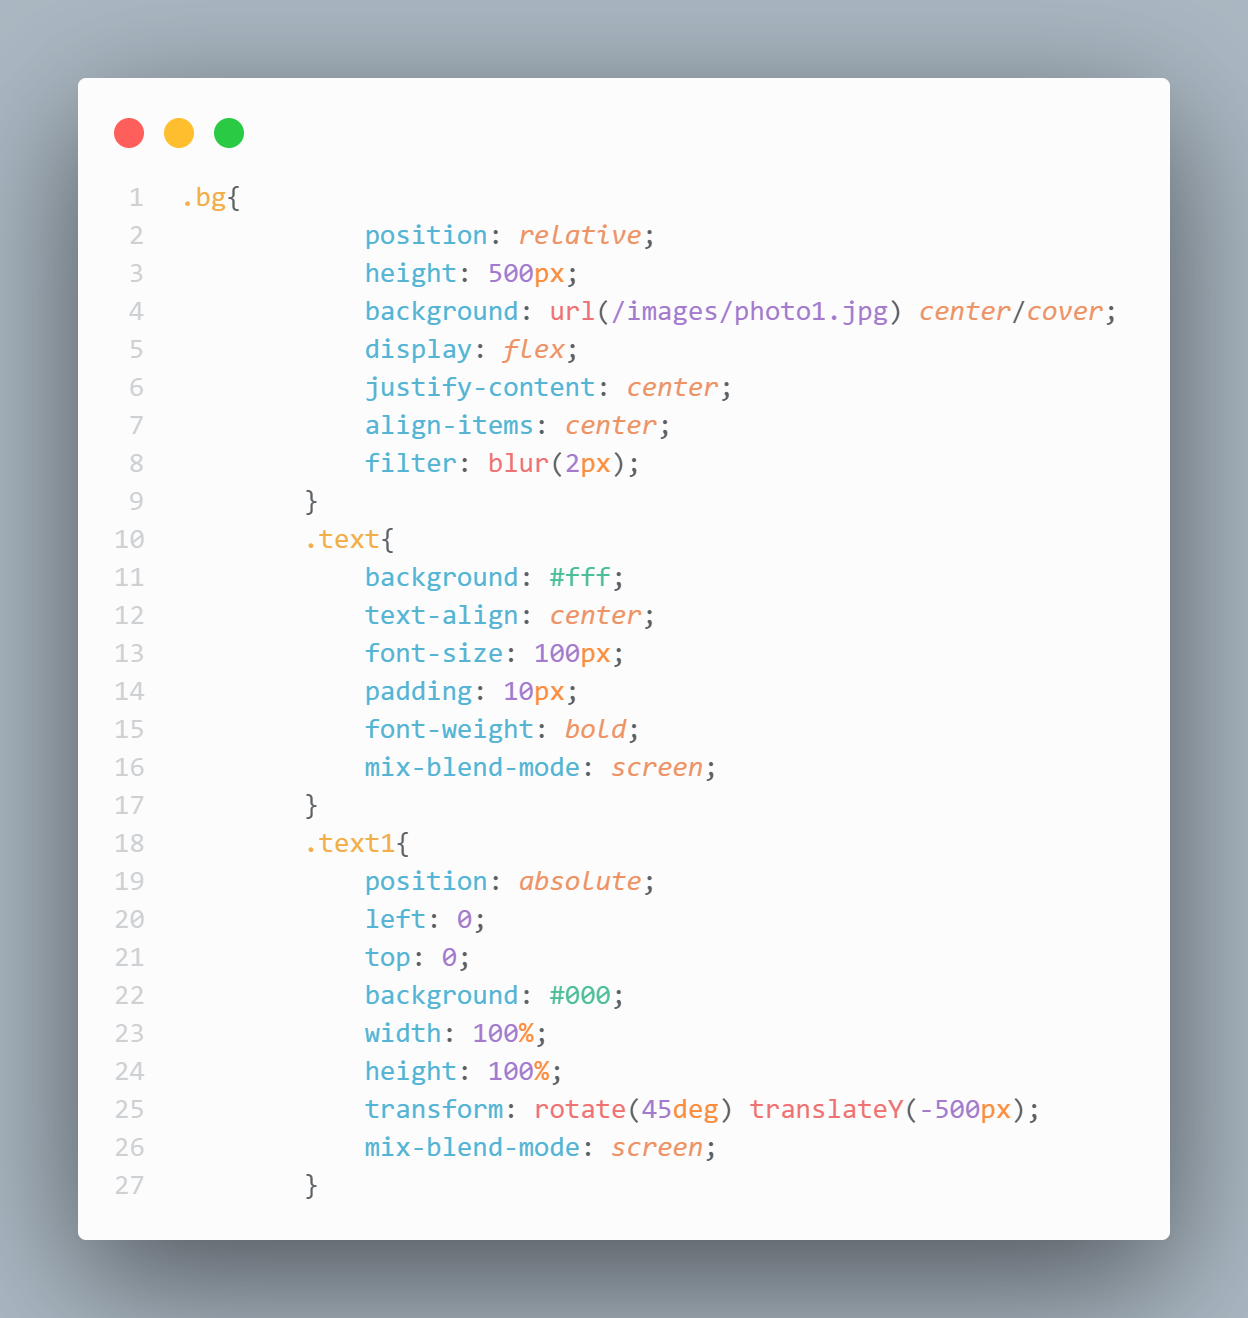 1 .bg{
2 position: relative;
3 height: 500px;
4 background: url(/images/photo1.jpg) center/cover;
5 display: flex;
6 justify-content: center;
7 align-items: center;
8 filter: blur(2px);
9 }
10 .text{
11 background: #fff;
12 text-align: center;
13 font-size: 100px;
14 padding: 10px;
15 font-weight: bold;
16 mix-blend-mode: screen;
17 }
18 .text1{
19 position: absolute;
20 left: 0;
21 top: 0;
22 background: #000;
23 width: 100%;
24 height: 100%;
25 transform: rotate(45deg) translateY(-500px);
26 mix-blend-mode: screen;
27 }